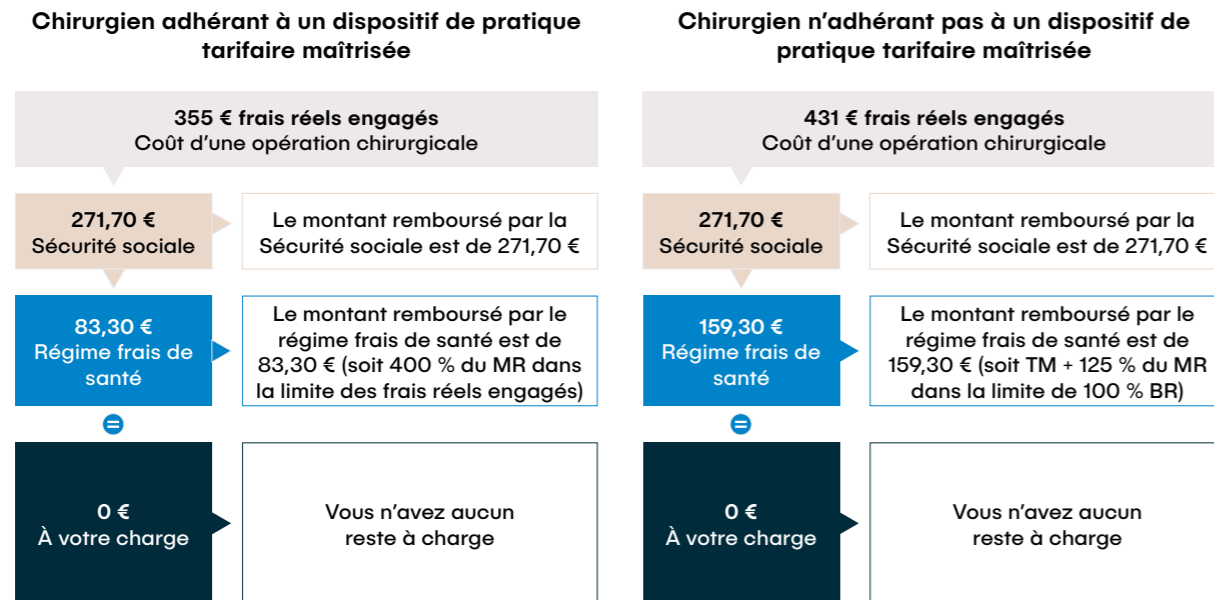 Chirurgien adhérant à un dispositif de pratique
tarifaire maîtrisée
355 € frais réels engagés
Coût d’une opération chirurgicale
271,70 €
Sécurité sociale
Le montant remboursé par la
Sécurité sociale est de 271,70 €
83,30 €
Régime frais de
santé
Le montant remboursé par le
régime frais de santé est de
83,30 € (soit 400 % du MR dans
la limite des frais réels engagés)
=
0 €
À votre charge
Vous n’avez aucun
reste à charge
Chirurgien n’adhérant pas à un dispositif de
pratique tarifaire maîtrisée
431 € frais réels engagés
Coût d’une opération chirurgicale
271,70 €
Sécurité sociale
Le montant remboursé par la
Sécurité sociale est de 271,70 €
159,30 €
Régime frais de
santé
Le montant remboursé par le
régime frais de santé est de
159,30 € (soit TM + 125 % du MR
dans la limite de 100 % BR)
=
0 €
À votre charge
Vous n’avez aucun
reste à charge